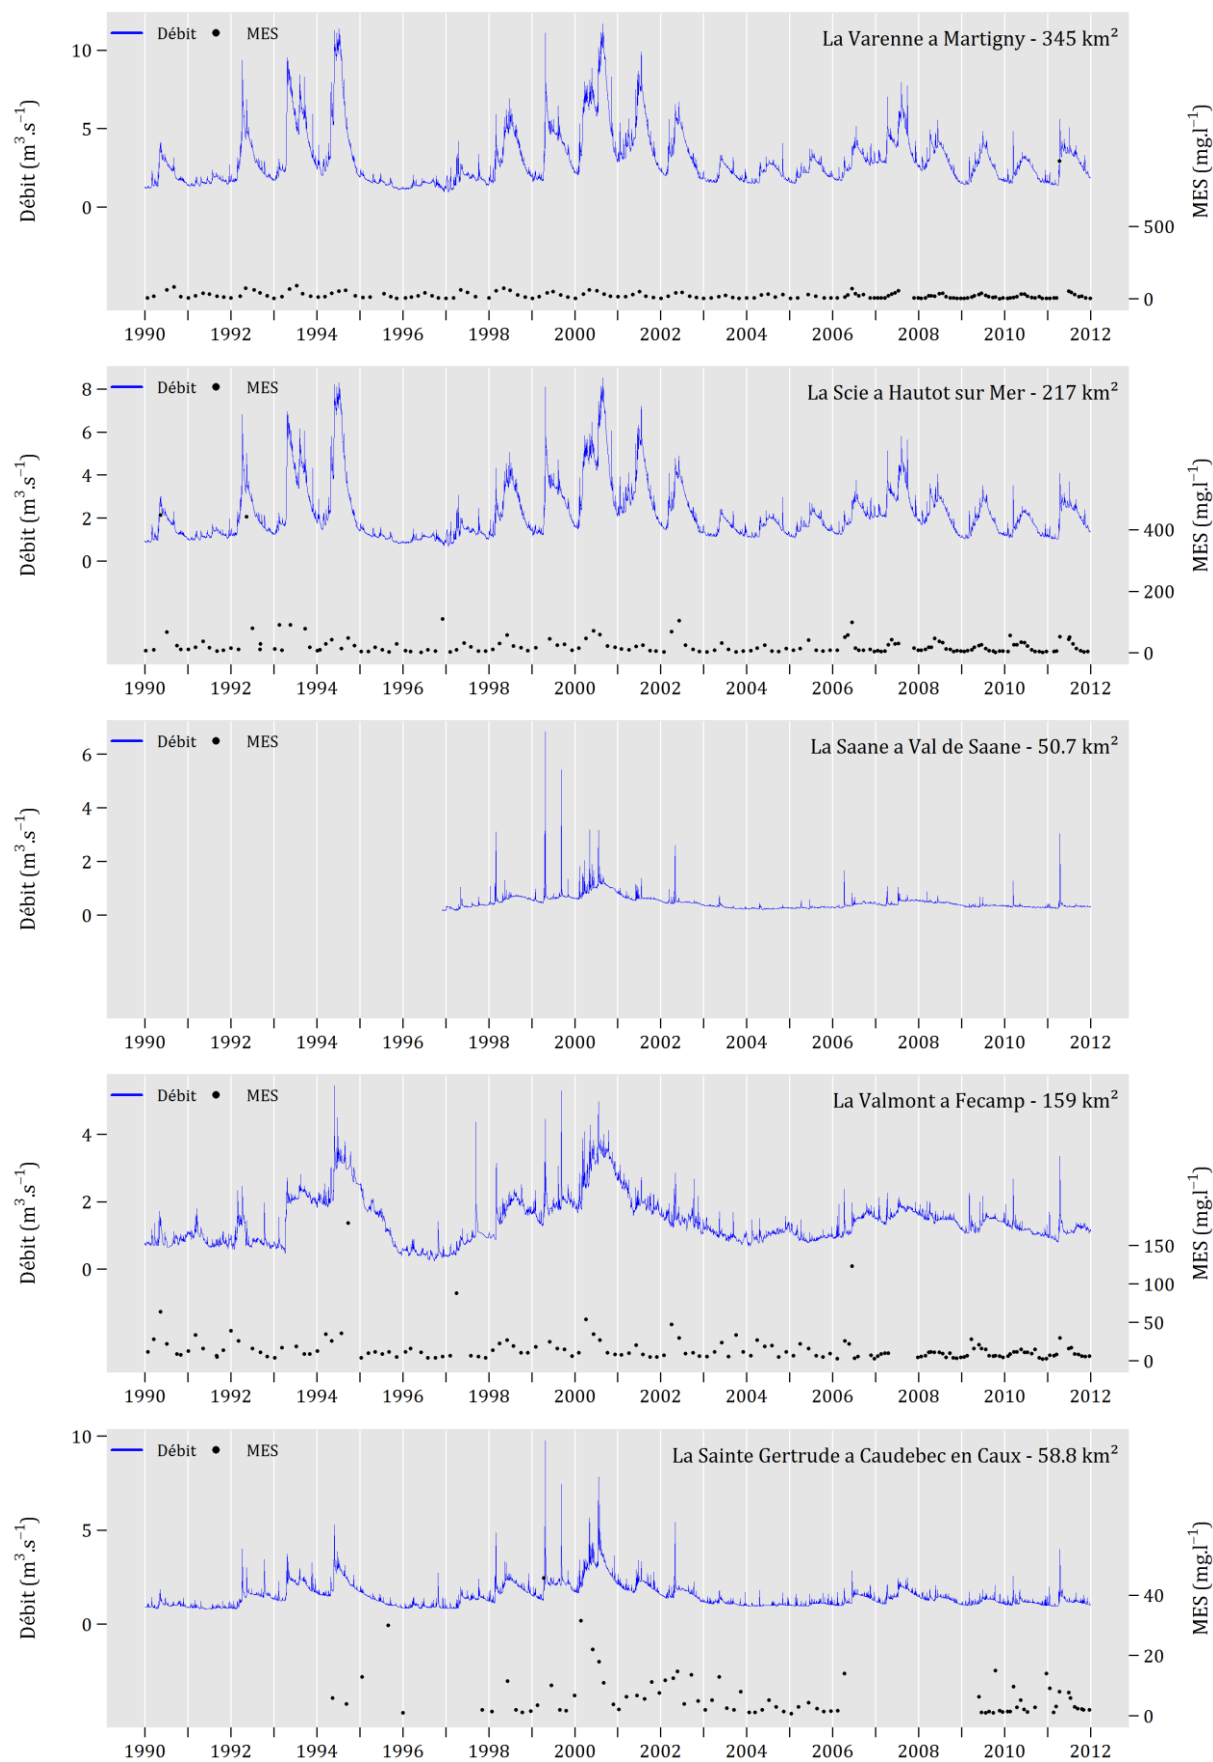 Débit MES
La Varenne a Martigny - 345 km²
Débit (m³.s⁻¹)
10
5
0
MES (mg.l⁻¹)
500
0
1990 1992 1994 1996 1998 2000 2002 2004 2006 2008 2010 2012
Débit MES
La Scie a Hautot sur Mer - 217 km²
Débit (m³.s⁻¹)
8
6
4
2
0
MES (mg.l⁻¹)
400
200
0
1990 1992 1994 1996 1998 2000 2002 2004 2006 2008 2010 2012
Débit MES
La Saane a Val de Saane - 50.7 km²
Débit (m³.s⁻¹)
6
4
2
0
1990 1992 1994 1996 1998 2000 2002 2004 2006 2008 2010 2012
Débit MES
La Valmont a Fecamp - 159 km²
Débit (m³.s⁻¹)
4
2
0
MES (mg.l⁻¹)
150
100
50
0
1990 1992 1994 1996 1998 2000 2002 2004 2006 2008 2010 2012
Débit MES
La Sainte Gertrude a Caudebec en Caux - 58.8 km²
Débit (m³.s⁻¹)
10
5
0
MES (mg.l⁻¹)
40
20
0
1990 1992 1994 1996 1998 2000 2002 2004 2006 2008 2010 2012